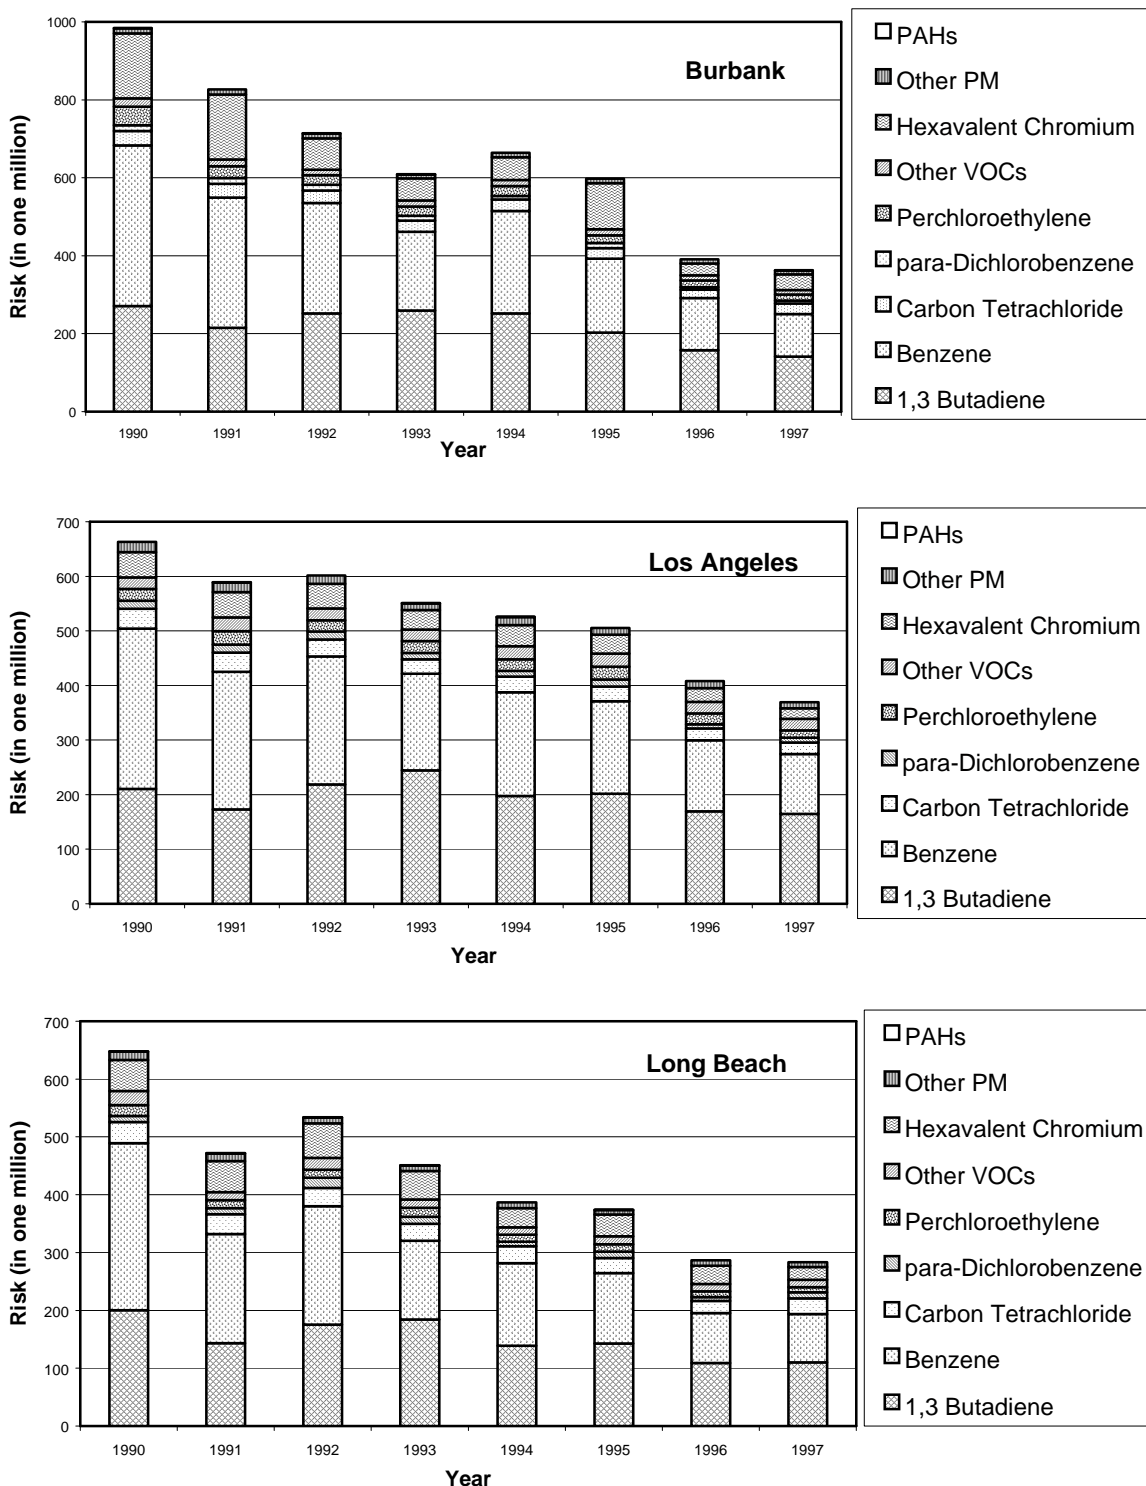 Burbank
Risk (in one million)
1000
800
600
400
200
0
1990 1991 1992 1993 1994 1995 1996 1997
Year
PAHs
Other PM
Hexavalent Chromium
Other VOCs
Perchloroethylene
para-Dichlorobenzene
Carbon Tetrachloride
Benzene
1,3 Butadiene
Los Angeles
Risk (in one million)
700
600
500
400
300
200
100
0
1990 1991 1992 1993 1994 1995 1996 1997
Year
PAHs
Other PM
Hexavalent Chromium
Other VOCs
Perchloroethylene
para-Dichlorobenzene
Carbon Tetrachloride
Benzene
1,3 Butadiene
Long Beach
Risk (in one million)
700
600
500
400
300
200
100
0
1990 1991 1992 1993 1994 1995 1996 1997
Year
PAHs
Other PM
Hexavalent Chromium
Other VOCs
Perchloroethylene
para-Dichlorobenzene
Carbon Tetrachloride
Benzene
1,3 Butadiene